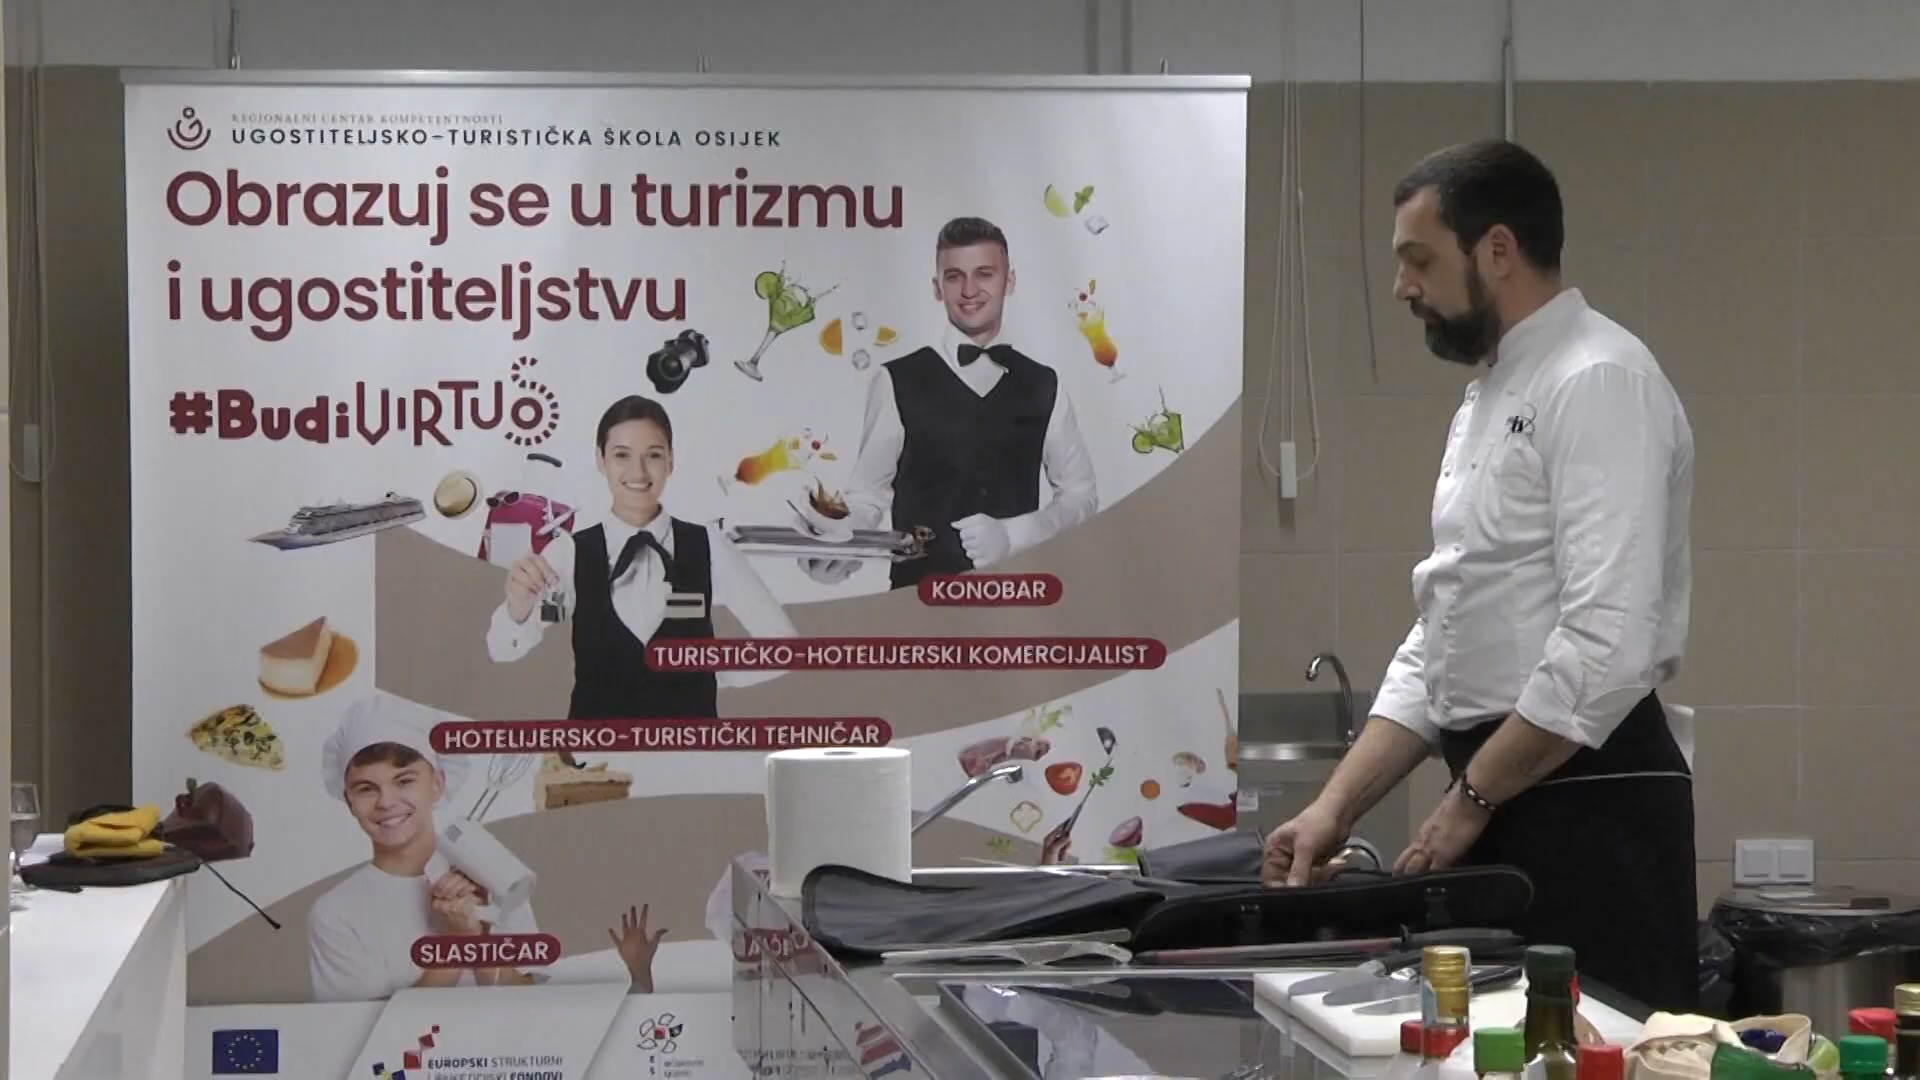 REGIONALNI CENTAR KOMPETENTNOSTI
UGOSTITELJSKO-TURISTIČKA ŠKOLA OSIJEK
Obrazuj se u turizmu
i ugostiteljstvu
#BudiVIRTUOS
KONOBAR
TURISTIČKO-HOTELIJERSKI KOMERCIJALIST
HOTELIJERSKO-TURISTIČKI TEHNIČAR
SLASTIČAR
EUROPSKI STRUKTURNI
FONDOVI